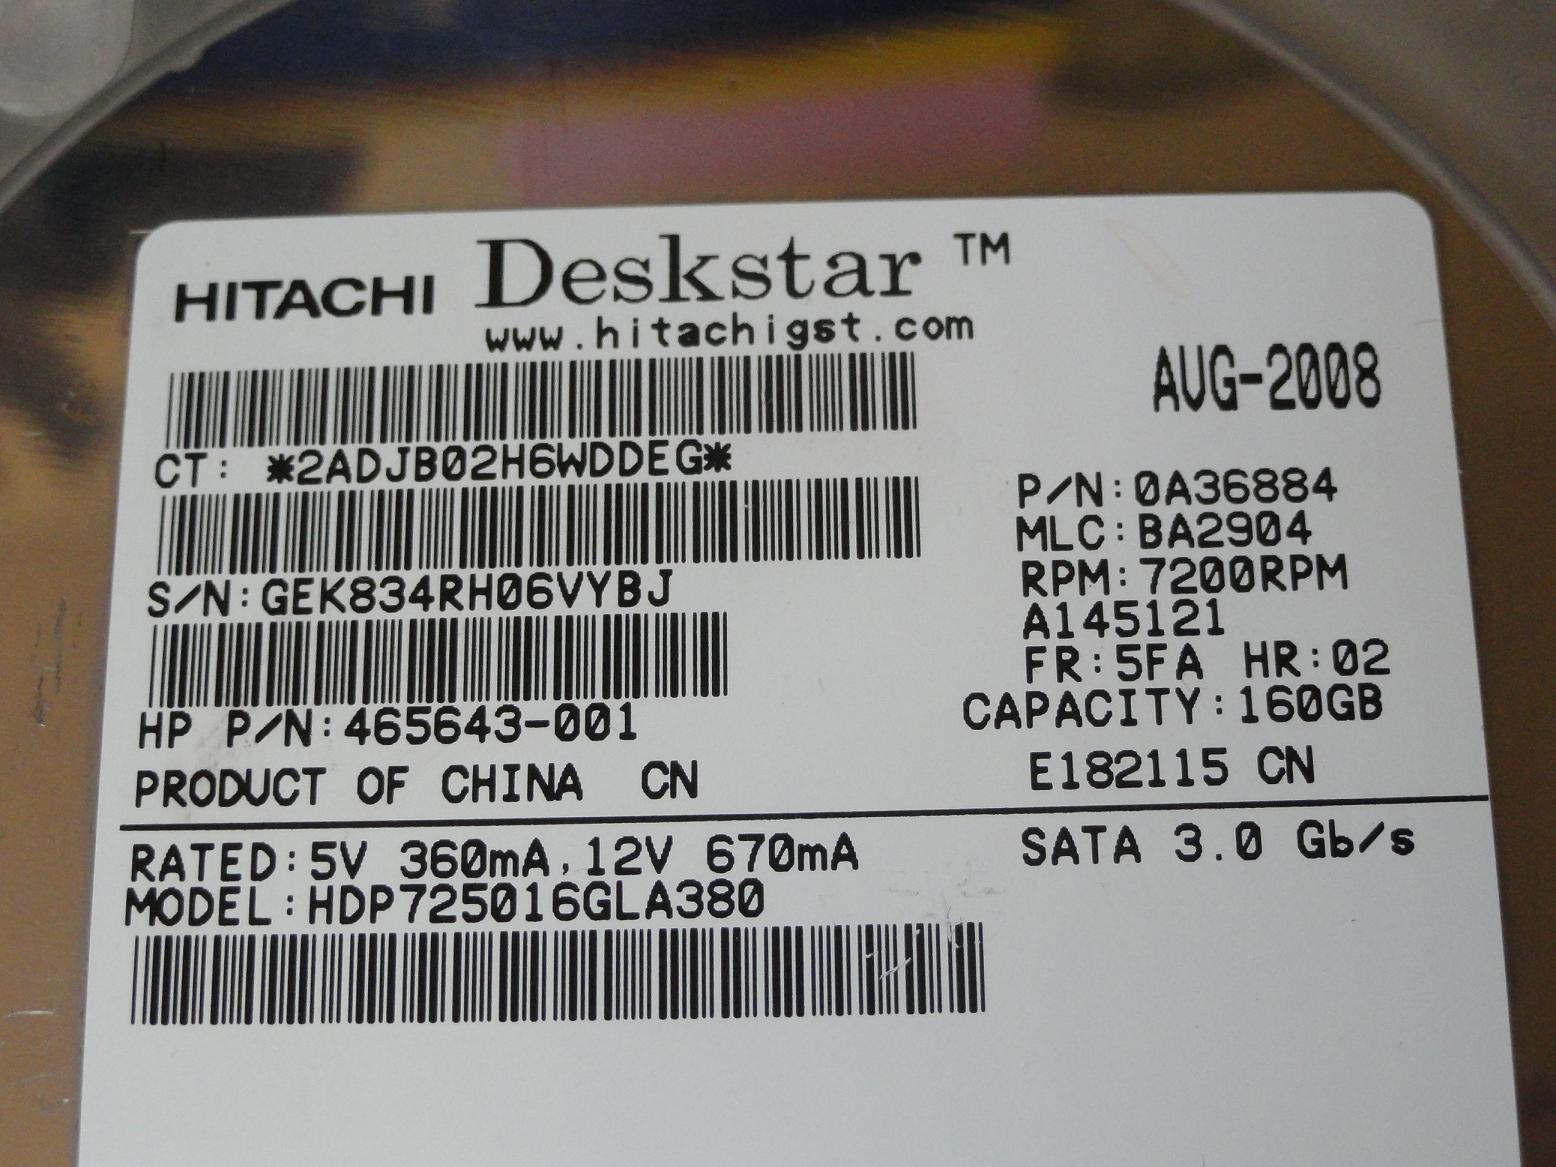 HITACHI Deskstar ™
www.hitachigst.com
AUG-2008
CT: *2ADJB02H6WDDEG*
S/N:GEK834RH06VYBJ
HP P/N:465643-001
PRODUCT OF CHINA CN
P/N:0A36884
MLC:BA2904
RPM:7200RPM
A145121
FR:5FA HR:02
CAPACITY:160GB
E182115 CN
RATED:5V 360mA,12V 670mA
SATA 3.0 Gb/s
MODEL:HDP725016GLA380